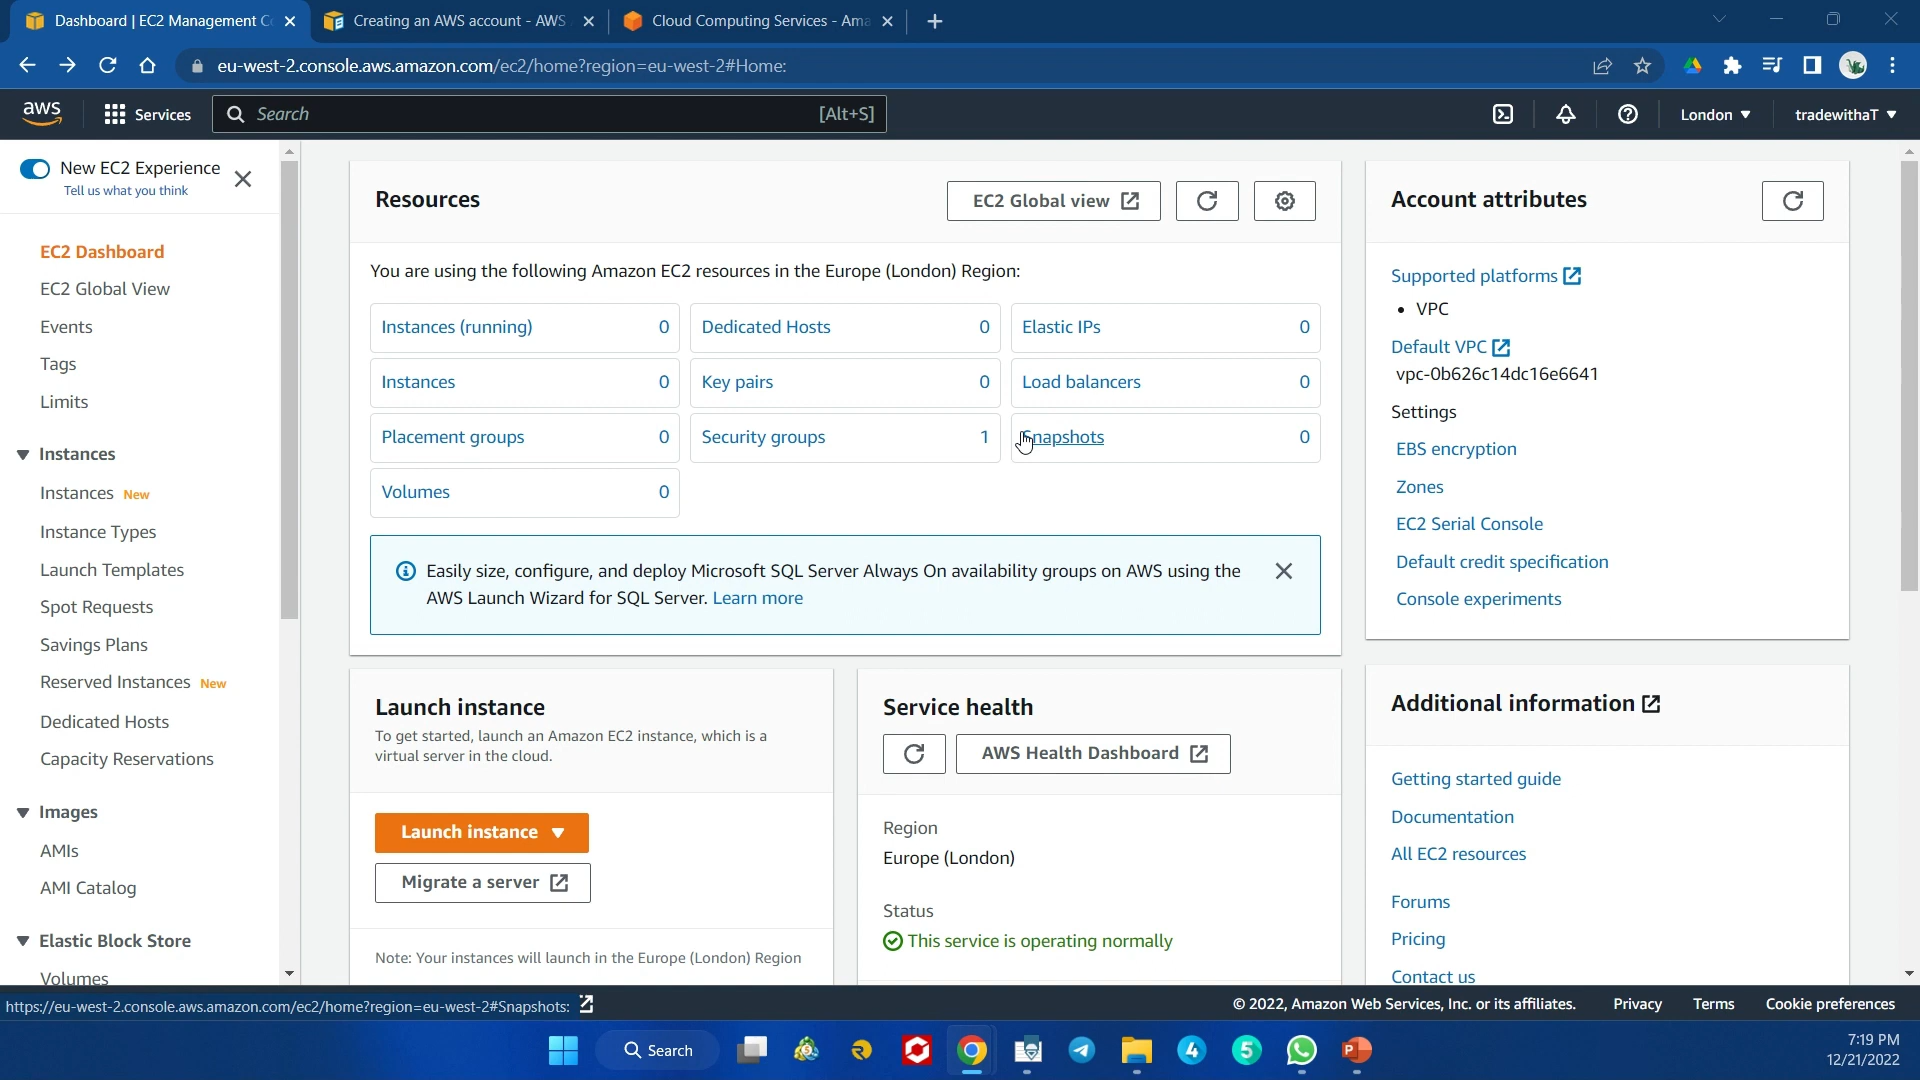 Dashboard | EC2 Management C
Creating an AWS account - AWS
Cloud Computing Services - Ama
eu-west-2.console.aws.amazon.com/ec2/home?region=eu-west-2#Home:
aws
Services
Search
[Alt+S]
London
tradewithaT
New EC2 Experience
Tell us what you think
EC2 Dashboard
EC2 Global View
Events
Tags
Limits
Instances
Instances New
Instance Types
Launch Templates
Spot Requests
Savings Plans
Reserved Instances New
Dedicated Hosts
Capacity Reservations
Images
AMIs
AMI Catalog
Elastic Block Store
Volumes
Resources
EC2 Global view
You are using the following Amazon EC2 resources in the Europe (London) Region:
Instances (running) 0
Dedicated Hosts 0
Elastic IPs 0
Instances 0
Key pairs 0
Load balancers 0
Placement groups 0
Security groups 1
Snapshots 0
Volumes 0
Easily size, configure, and deploy Microsoft SQL Server Always On availability groups on AWS using the
AWS Launch Wizard for SQL Server. Learn more
Launch instance
To get started, launch an Amazon EC2 instance, which is a
virtual server in the cloud.
Launch instance
Migrate a server
Note: Your instances will launch in the Europe (London) Region
Service health
AWS Health Dashboard
Region
Europe (London)
Status
This service is operating normally
Account attributes
Supported platforms
• VPC
Default VPC
vpc-0b626c14dc16e6641
Settings
EBS encryption
Zones
EC2 Serial Console
Default credit specification
Console experiments
Additional information
Getting started guide
Documentation
All EC2 resources
Forums
Pricing
Contact us
https://eu-west-2.console.aws.amazon.com/ec2/home?region=eu-west-2#Snapshots:
© 2022, Amazon Web Services, Inc. or its affiliates.
Privacy
Terms
Cookie preferences
Search
4
5
7:19 PM
12/21/2022